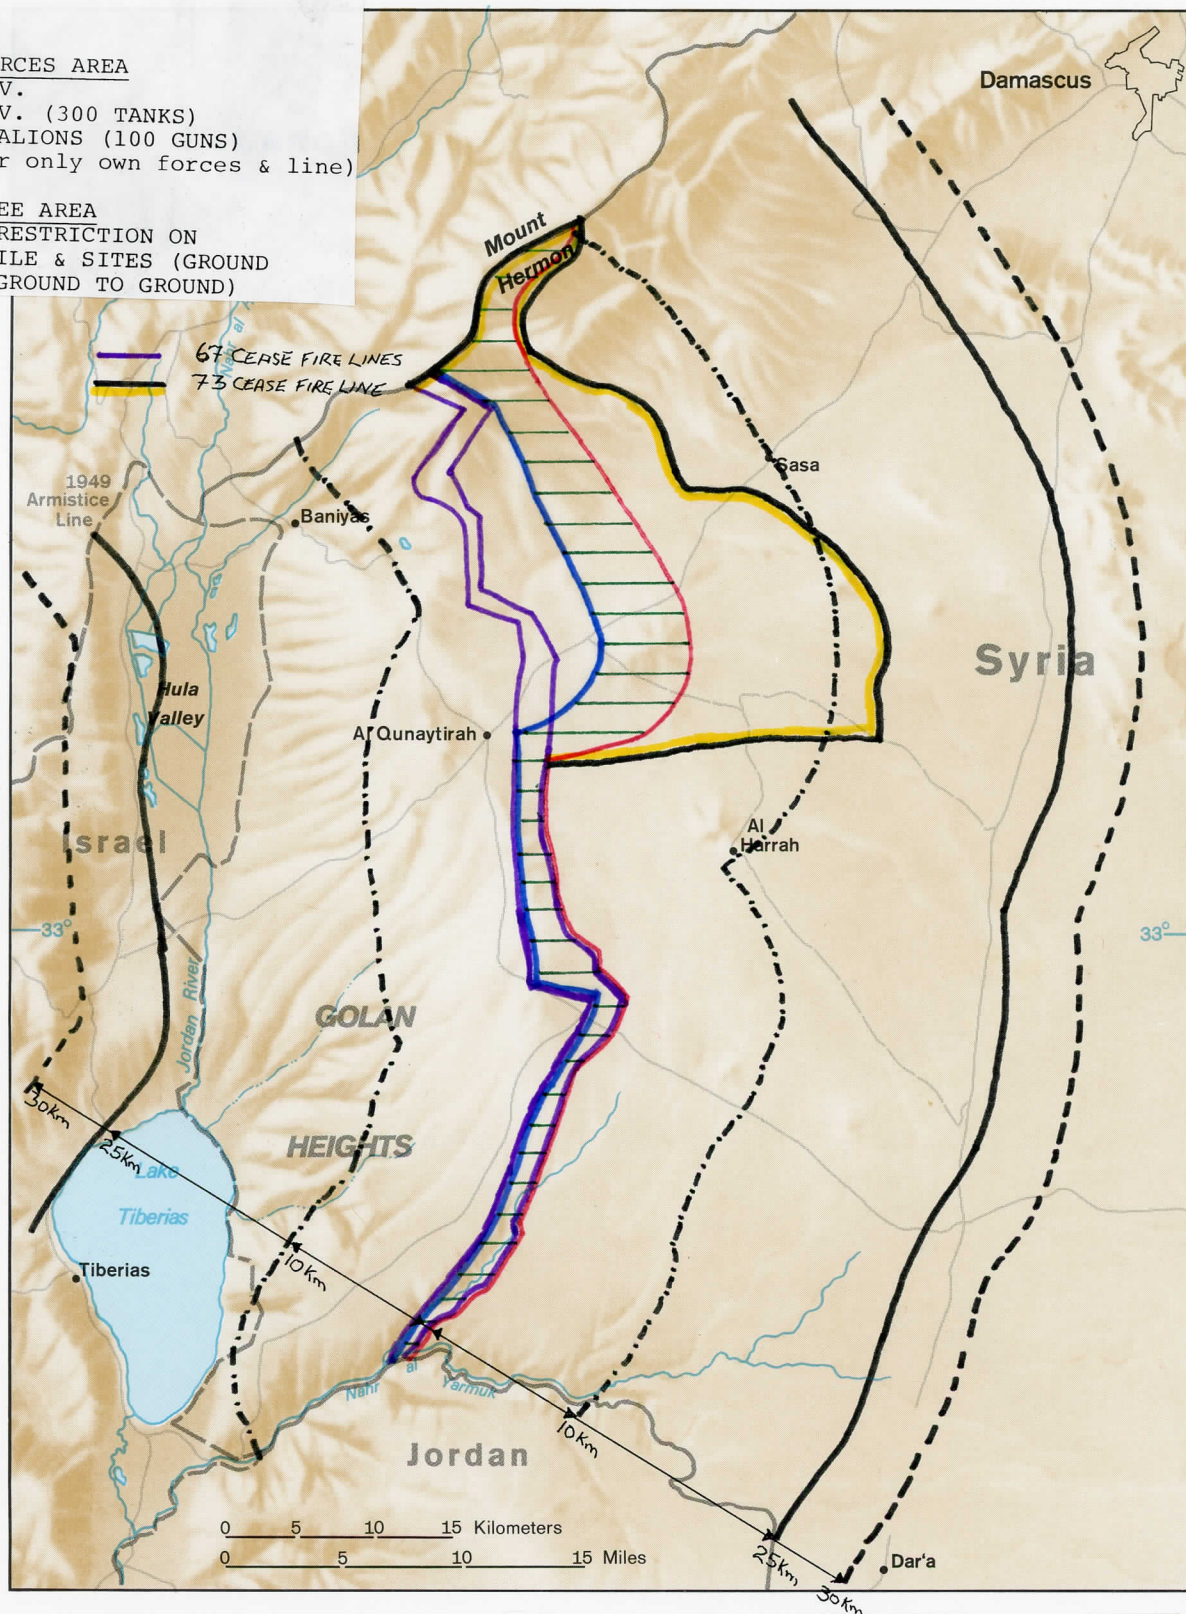 RCES AREA
V.
V. (300 TANKS)
ALIONS (100 GUNS)
r only own forces & line)
EE AREA
RESTRICTION ON
ILE & SITES (GROUND
GROUND TO GROUND)
Damascus
Mount
Hermon
67 CEASE FIRE LINES
73 CEASE FIRE LINE
Nahr al
Sasa
1949
Armistice
Line
Baniyas
Syria
Hula
Valley
Al Qunaytirah
Israel
Al
Harrah
33°
33°
Jordan River
GOLAN
HEIGHTS
30Km
25Km
Lake
Tiberias
10Km
Tiberias
Nahr al Yarmuk
10Km
Jordan
0 5 10 15 Kilometers
0 5 10 15 Miles
25Km
30Km
Dar'a